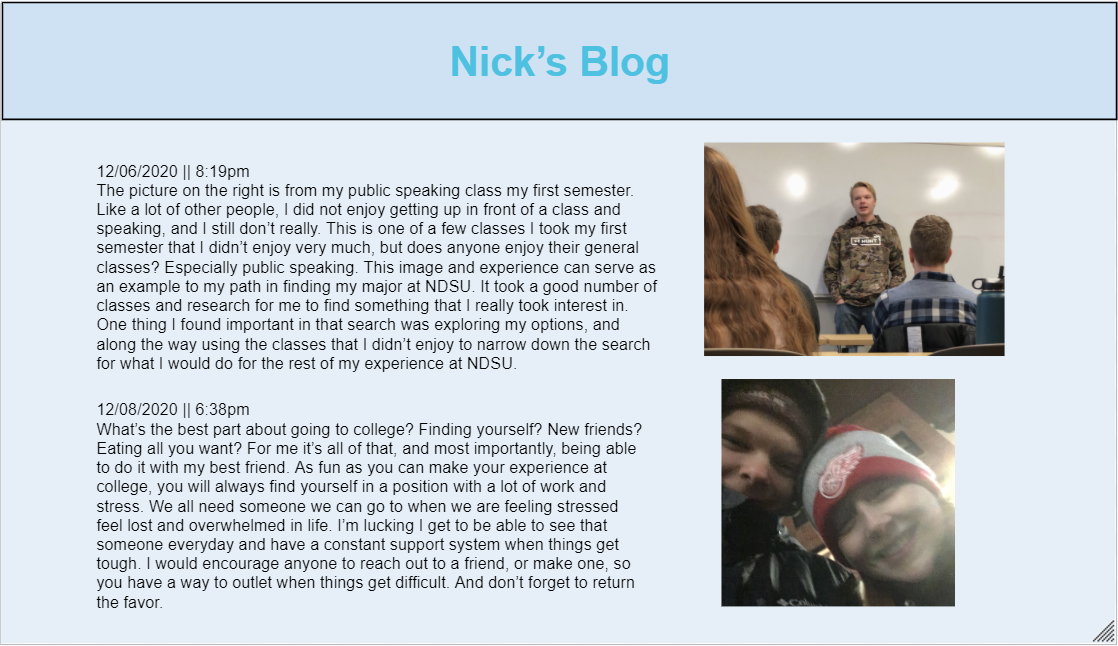 Nick’s Blog
12/06/2020 || 8:19pm
The picture on the right is from my public speaking class my first semester.
Like a lot of other people, I did not enjoy getting up in front of a class and
speaking, and I still don’t really. This is one of a few classes I took my first
semester that I didn’t enjoy very much, but does anyone enjoy their general
classes? Especially public speaking. This image and experience can serve as
an example to my path in finding my major at NDSU. It took a good number of
classes and research for me to find something that I really took interest in.
One thing I found important in that search was exploring my options, and
along the way using the classes that I didn’t enjoy to narrow down the search
for what I would do for the rest of my experience at NDSU.
12/08/2020 || 6:38pm
What’s the best part about going to college? Finding yourself? New friends?
Eating all you want? For me it’s all of that, and most importantly, being able
to do it with my best friend. As fun as you can make your experience at
college, you will always find yourself in a position with a lot of work and
stress. We all need someone we can go to when we are feeling stressed
feel lost and overwhelmed in life. I’m lucking I get to be able to see that
someone everyday and have a constant support system when things get
tough. I would encourage anyone to reach out to a friend, or make one, so
you have a way to outlet when things get difficult. And don’t forget to return
the favor.